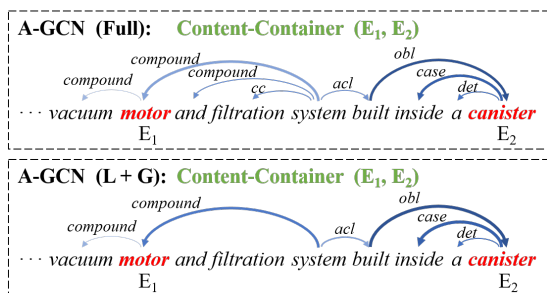 A-GCN (Full): Content-Container (E₁, E₂)
compound compound compound cc acl obl case det
··· vacuum motor and filtration system built inside a canister
E₁ E₂
A-GCN (L + G): Content-Container (E₁, E₂)
compound compound acl obl case det
··· vacuum motor and filtration system built inside a canister
E₁ E₂